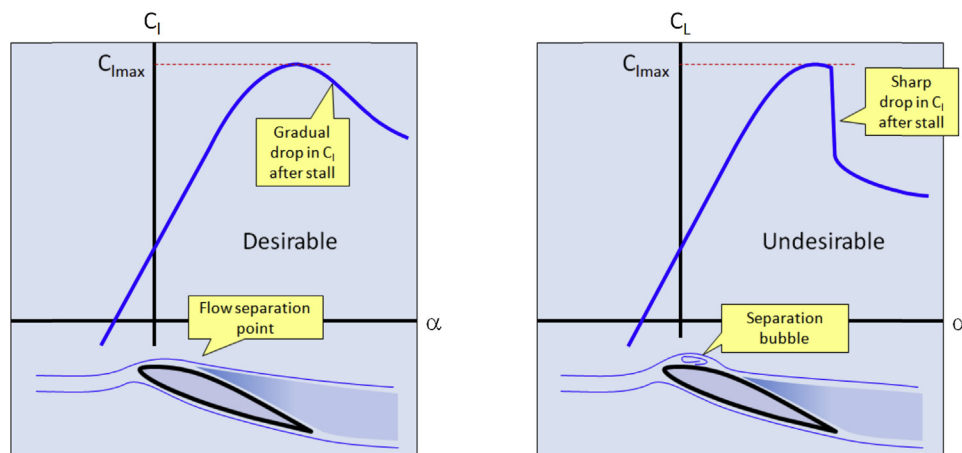 Cl
Clmax
Gradual
drop in Cl
after stall
Desirable
Flow separation
point
α
CL
Clmax
Sharp
drop in Cl
after stall
Undesirable
Separation
bubble
α